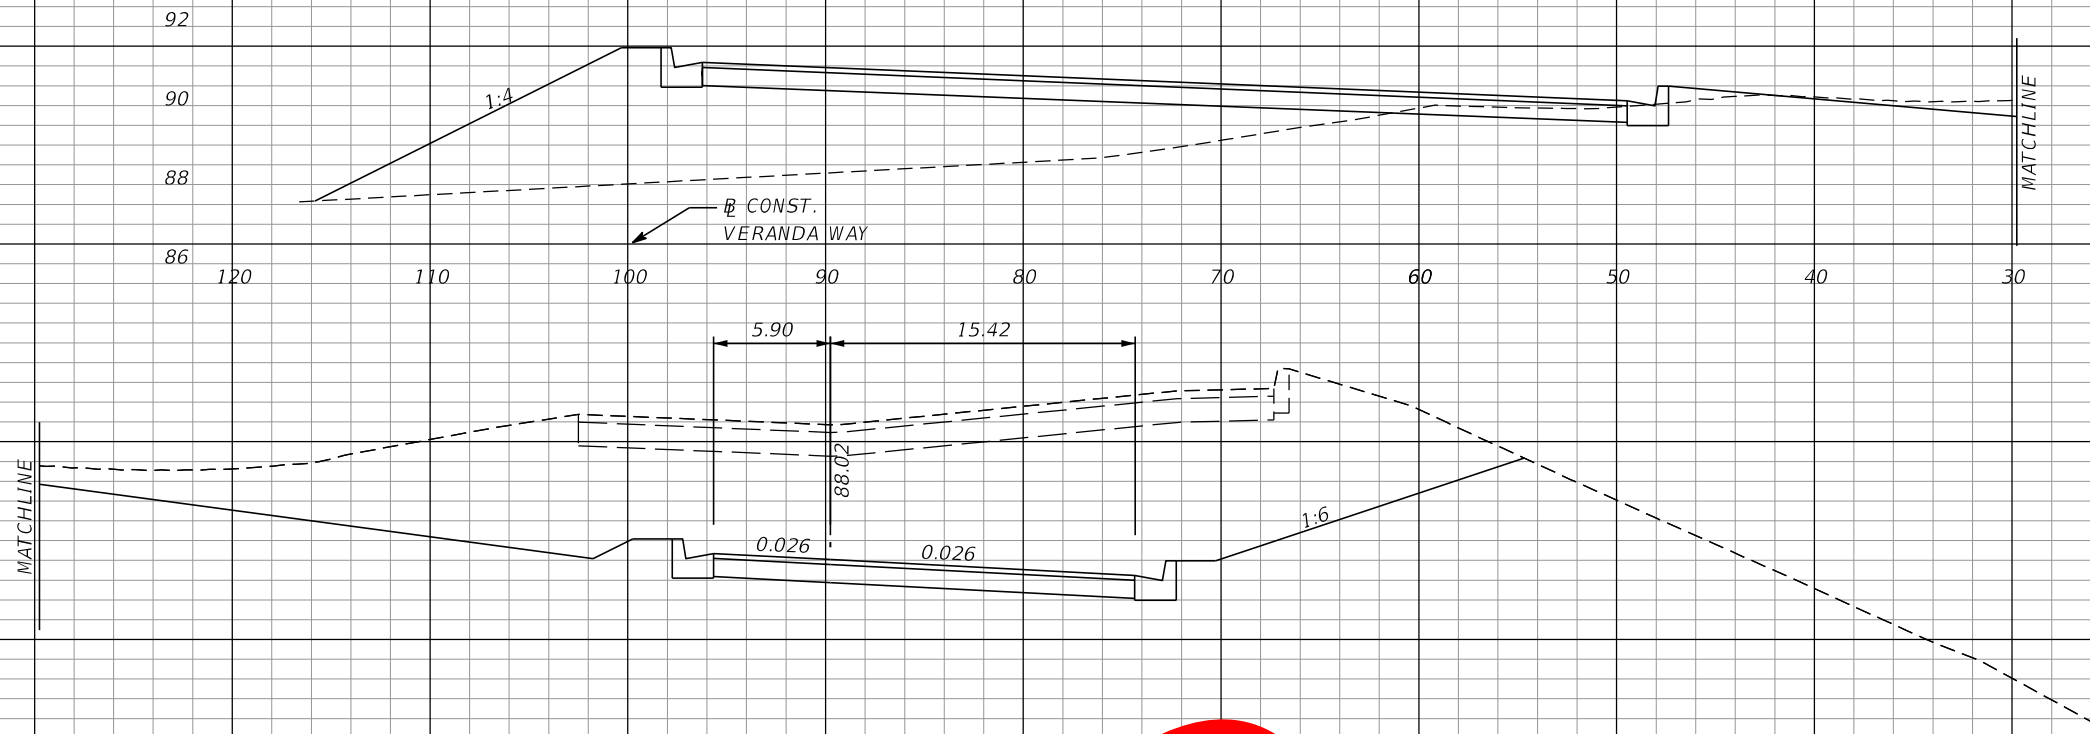 92
90
88
86
1:4
MATCHLINE
BL CONST.
VERANDA WAY
120 110 100 90 80 70 60 50 40 30
5.90 15.42
88.02
MATCHLINE
0.026 0.026
1:6